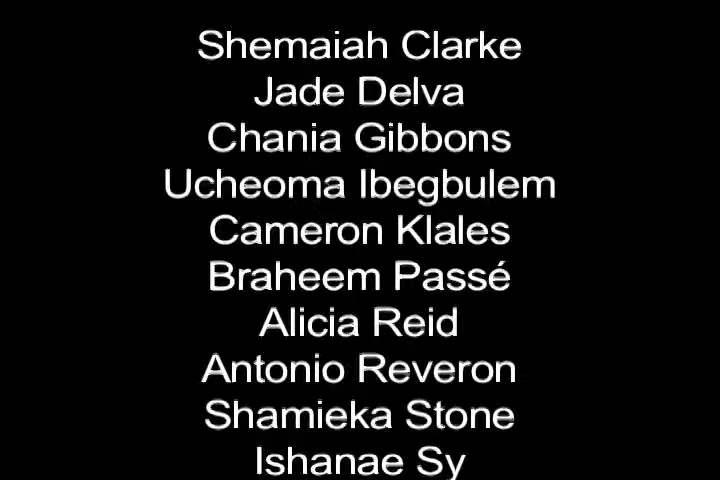 Shemaiah Clarke
Jade Delva
Chania Gibbons
Ucheoma Ibegbulem
Cameron Klales
Braheem Passé
Alicia Reid
Antonio Reveron
Shamieka Stone
Ishanae Sy